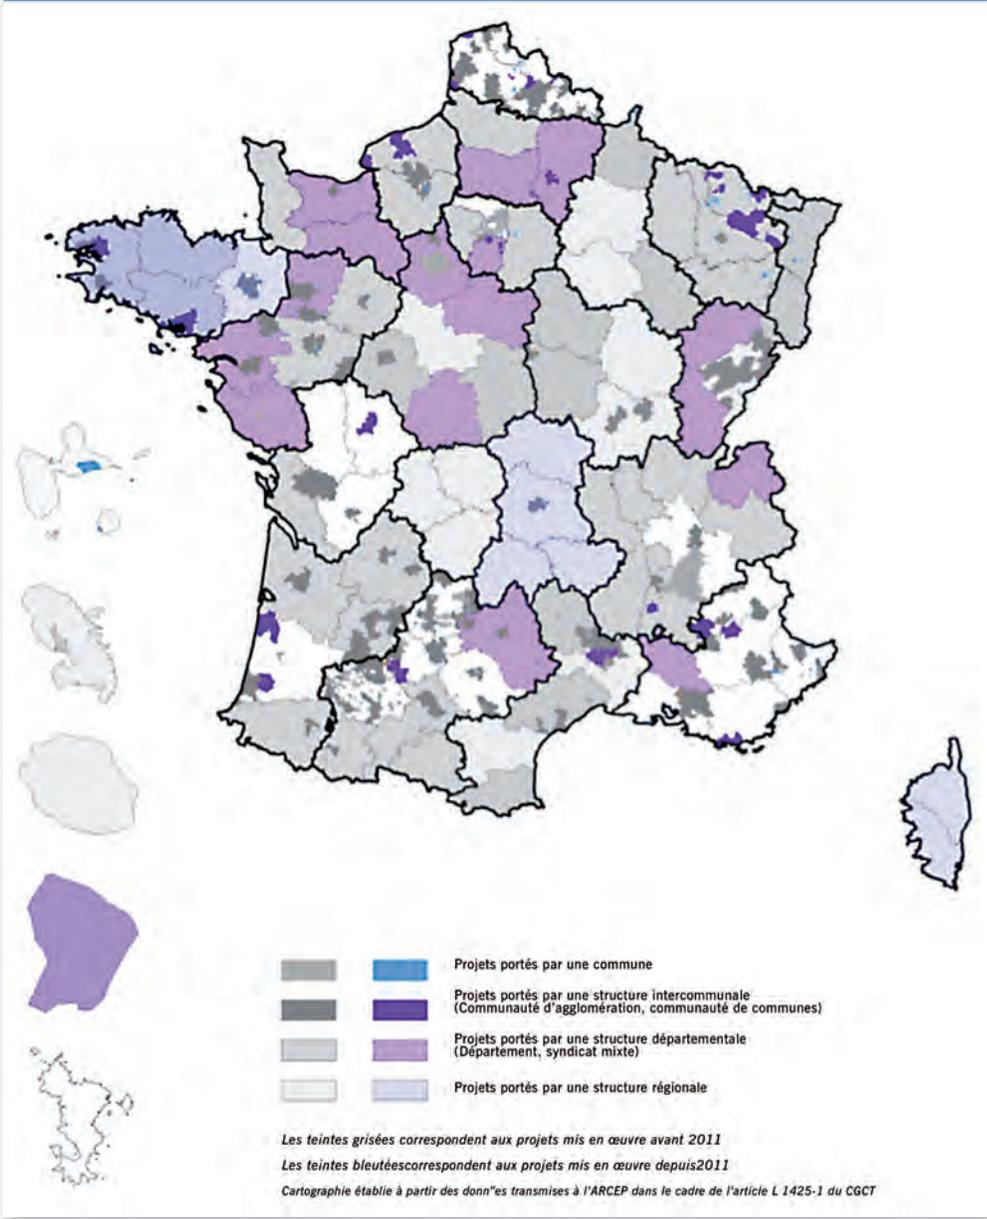 Projets portés par une commune
Projets portés par une structure intercommunale
(Communauté d'agglomération, communauté de communes)
Projets portés par une structure départementale
(Département, syndicat mixte)
Projets portés par une structure régionale
Les teintes grisées correspondent aux projets mis en œuvre avant 2011
Les teintes bleutéescorrespondent aux projets mis en œuvre depuis2011
Cartographie établie à partir des donn"es transmises à l'ARCEP dans le cadre de l'article L 1425-1 du CGCT